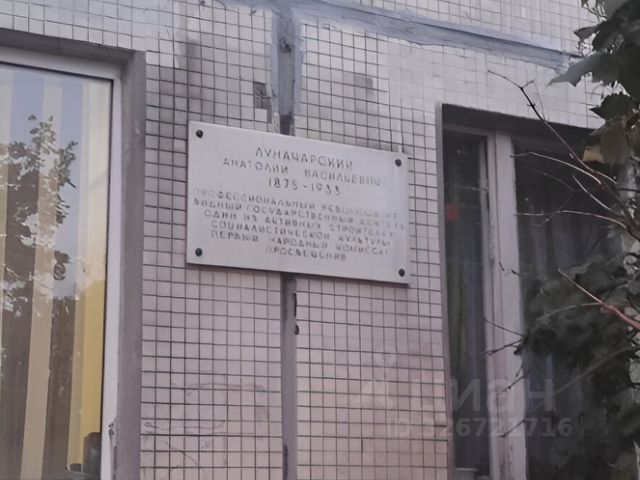 ЛУНАЧАРСКИЙ
АНАТОЛИЙ ВАСИЛЬЕВИЧ
1875-1933
ПРОФЕССИОНАЛЬНЫЙ РЕВОЛЮЦИОНЕР
ВИДНЫЙ ГОСУДАРСТВЕННЫЙ ДЕЯТЕЛЬ
ОДИН ИЗ АКТИВНЫХ СТРОИТЕЛЕЙ
СОЦИАЛИСТИЧЕСКОЙ КУЛЬТУРЫ
ПЕРВЫЙ НАРОДНЫЙ КОМИССАР
ПРОСВЕЩЕНИЯ
циан